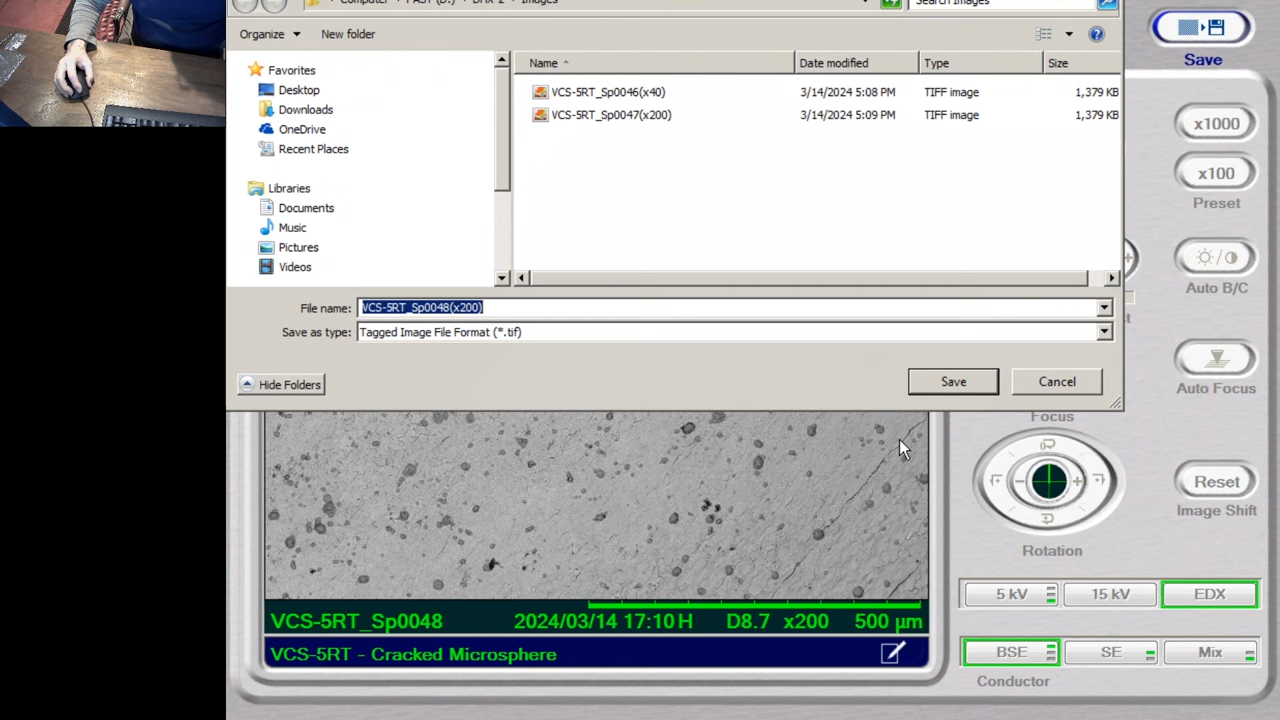 Computer FAST (D:) Images Search Images
Organize New folder
Save
Name Date modified Type Size
Favorites
Desktop
Downloads
OneDrive
Recent Places
Libraries
Documents
Music
Pictures
Videos
VCS-5RT_Sp0046(x40) 3/14/2024 5:08 PM TIFF image 1,379 KB
VCS-5RT_Sp0047(x200) 3/14/2024 5:09 PM TIFF image 1,379 KB
File name: VCS-5RT_Sp0048(x200)
Save as type: Tagged Image File Format (*.tif)
Hide Folders Save Cancel
x1000
x100
Preset
Auto B/C
Auto Focus
Focus
Reset
Image Shift
Rotation
5 kV 15 kV EDX
BSE SE Mix
Conductor
VCS-5RT_Sp0048 2024/03/14 17:10 H D8.7 x200 500 µm
VCS-5RT - Cracked Microsphere